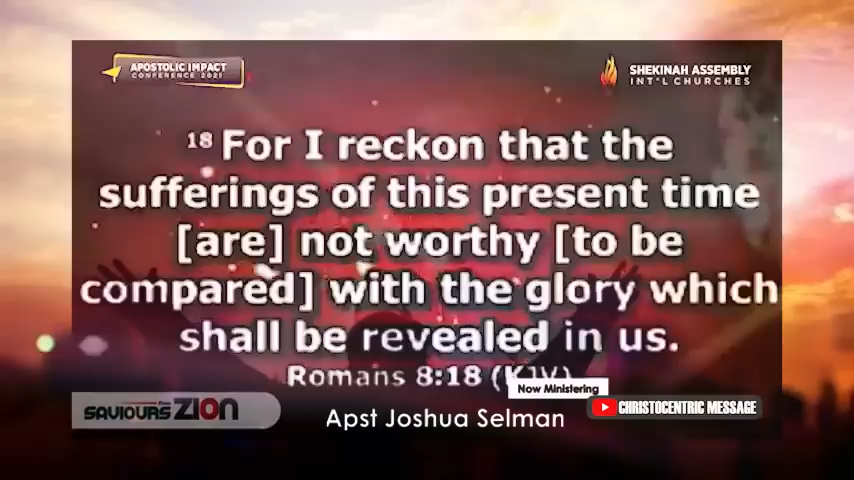 APOSTOLIC IMPACT
CONFERENCE 2021
SHEKINAH ASSEMBLY
INT'L CHURCHES
18 For I reckon that the
sufferings of this present time
[are] not worthy [to be
compared] with the glory which
shall be revealed in us.
Romans 8:18 (KJV)
Now Ministering
SAVIOURS ZION
Apst Joshua Selman
CHRISTOCENTRIC MESSAGE